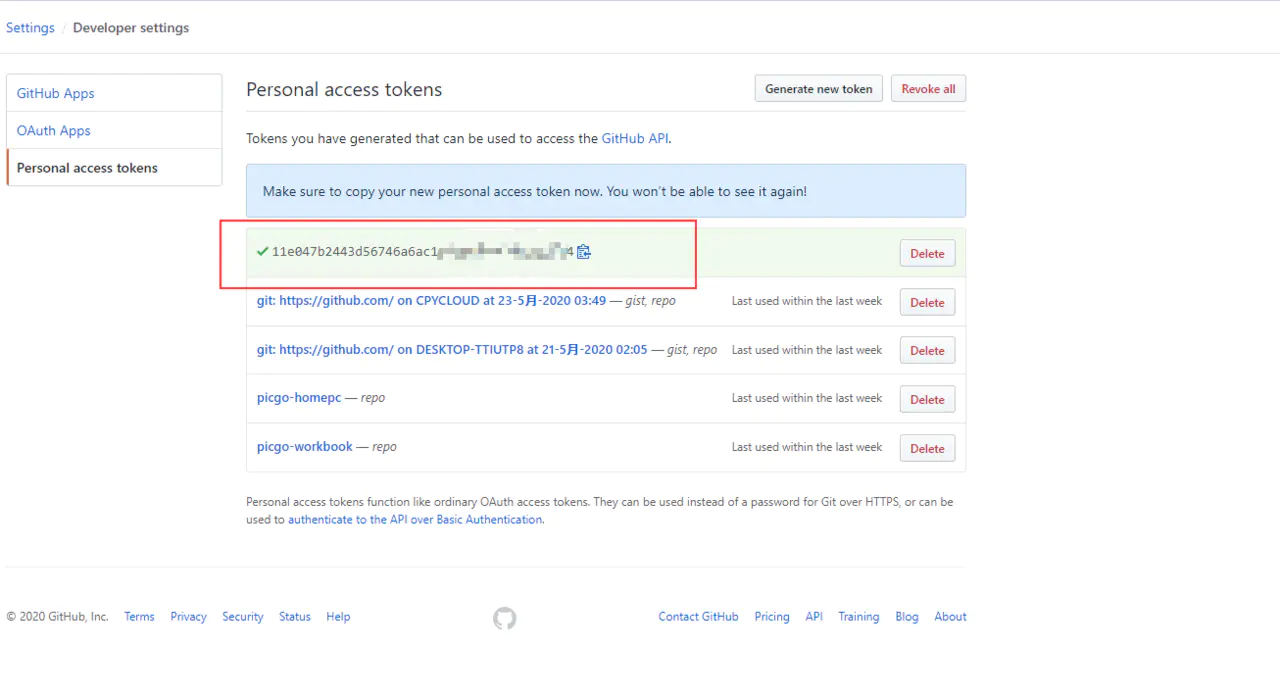 Settings / Developer settings
GitHub Apps
OAuth Apps
Personal access tokens
Personal access tokens
Generate new token
Revoke all
Tokens you have generated that can be used to access the GitHub API.
Make sure to copy your new personal access token now. You won't be able to see it again!
11e047b2443d56746a6ac1
4
Delete
git: https://github.com/ on CPYCLOUD at 23-5月-2020 03:49 — gist, repo
Last used within the last week
Delete
git: https://github.com/ on DESKTOP-TTIUTP8 at 21-5月-2020 02:05 — gist, repo
Last used within the last week
Delete
picgo-homepc — repo
Last used within the last week
Delete
picgo-workbook — repo
Last used within the last week
Delete
Personal access tokens function like ordinary OAuth access tokens. They can be used instead of a password for Git over HTTPS, or can be
used to authenticate to the API over Basic Authentication.
© 2020 GitHub, Inc.
Terms
Privacy
Security
Status
Help
Contact GitHub
Pricing
API
Training
Blog
About